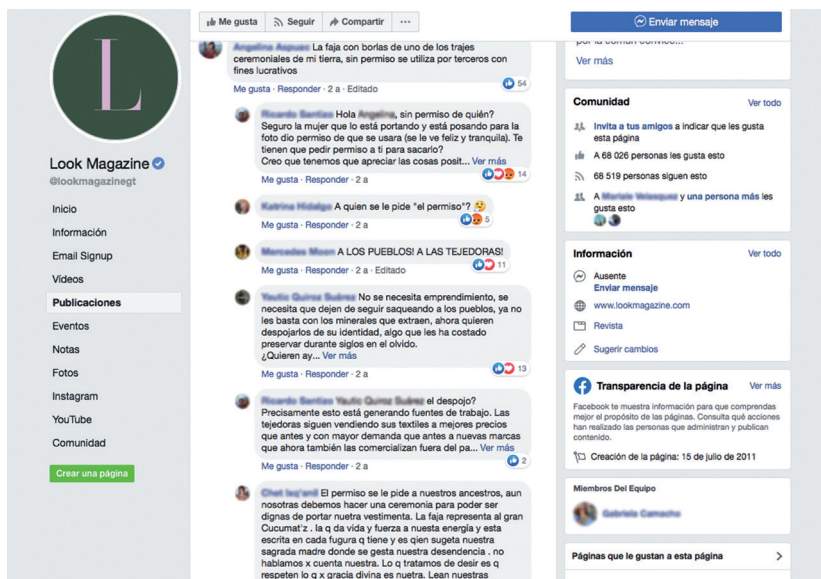 Me gusta
Seguir
Compartir
Enviar mensaje
L
Look Magazine
@lookmagazinegt
Inicio
Información
Email Signup
Vídeos
Publicaciones
Eventos
Notas
Fotos
Instagram
YouTube
Comunidad
Crear una página
La faja con borlas de uno de los trajes
ceremoniales de mi tierra, sin permiso se utiliza por terceros con
fines lucrativos
54
Me gusta · Responder · 2 a · Editado
Hola, sin permiso de quién?
Seguro la mujer que lo está portando y está posando para la
foto dio permiso de que se usara (se le ve feliz y tranquila). Te
tienen que pedir permiso a ti para sacarlo?
Creo que tenemos que apreciar las cosas posit... Ver más
14
Me gusta · Responder · 2 a
A quien se le pide "el permiso"?
5
Me gusta · Responder · 2 a
A LOS PUEBLOS! A LAS TEJEDORAS!
11
Me gusta · Responder · 2 a · Editado
No se necesita emprendimiento, se
necesita que dejen de seguir saqueando a los pueblos, ya no
les basta con los minerales que extraen, ahora quieren
despojarlos de su identidad, algo que les ha costado
preservar durante siglos en el olvido.
¿Quieren ay... Ver más
13
Me gusta · Responder · 2 a
el despojo?
Precisamente esto está generando fuentes de trabajo. Las
tejedoras siguen vendiendo sus textiles a mejores precios
que antes y con mayor demanda que antes a nuevas marcas
que ahora también las comercializan fuera del pa... Ver más
2
Me gusta · Responder · 2 a
El permiso se le pide a nuestros ancestros, aun
nosotras debemos hacer una ceremonia para poder ser
dignas de portar nuetra vestimenta. La faja representa al gran
Cucumat'z . la q da vida y fuerza a nuesta energía y esta
escrita en cada fugura q tiene y es qien sugeta nuestra
sagrada madre donde se gesta nuestra desendencia . no
hablamos x cuenta nuestra. Lo q tratamos de desir es q
respeten lo q x gracia divina es nuetra. Lean nuestras
Ver más
Comunidad
Ver todo
Invita a tus amigos a indicar que les gusta
esta página
A 68 026 personas les gusta esto
68 519 personas siguen esto
A y una persona más les
gusta esto
Información
Ver todo
Ausente
Enviar mensaje
www.lookmagazine.com
Revista
Sugerir cambios
Transparencia de la página
Ver más
Facebook te muestra información para que comprendas
mejor el propósito de las páginas. Consulta qué acciones
han realizado las personas que administran y publican
contenido.
Creación de la página: 15 de julio de 2011
Miembros Del Equipo
Páginas que le gustan a esta página